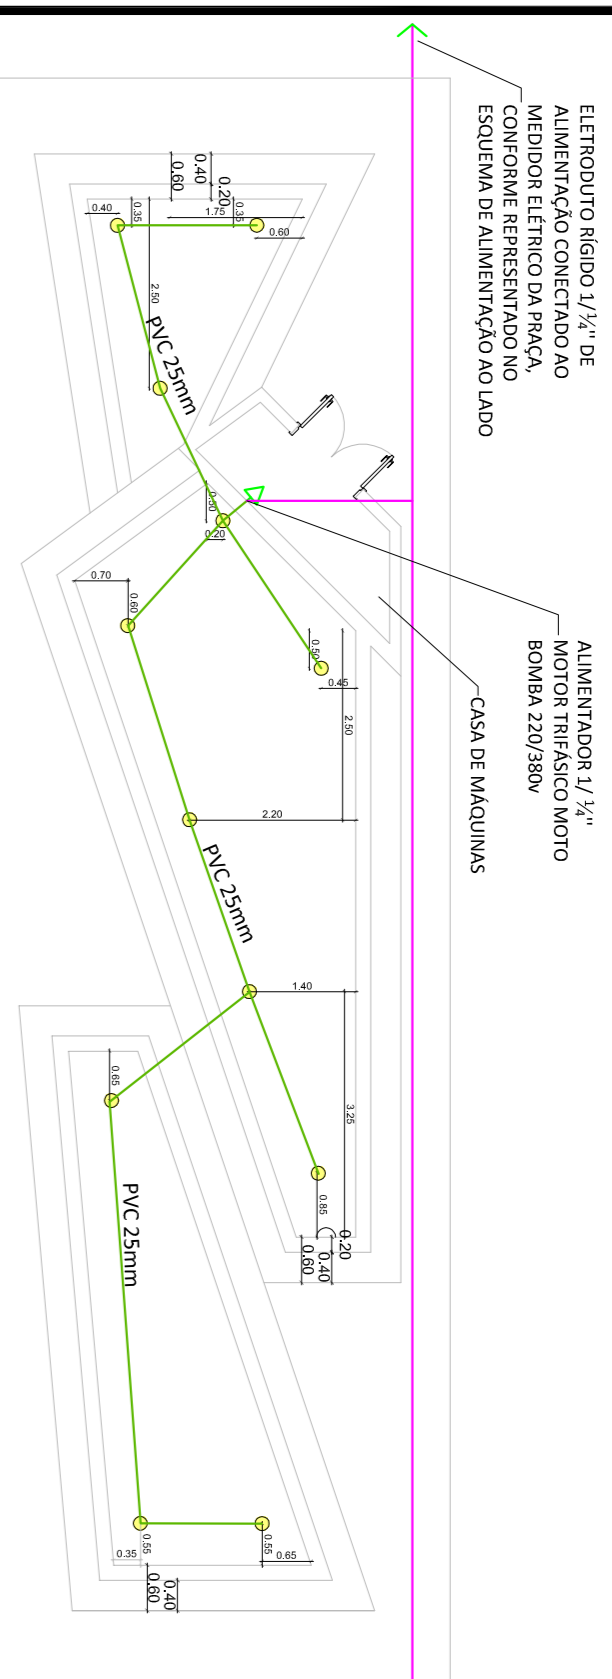 ELETRODUTO RÍGIDO 1/¼" DE
ALIMENTAÇÃO CONECTADO AO
MEDIDOR ELÉTRICO DA PRAÇA,
CONFORME REPRESENTADO NO
ESQUEMA DE ALIMENTAÇÃO AO LADO
ALIMENTADOR 1/ ¼"
MOTOR TRIFÁSICO MOTO
BOMBA 220/380v
CASA DE MÁQUINAS
0.20
0.40
0.60
0.35
1.75
0.35
0.60
0.40
2.50
PVC 25mm
0.20
0.70
0.60
0.50
0.45
2.50
2.20
PVC 25mm
1.40
3.25
0.65
0.85
0.20
0.40
0.60
PVC 25mm
0.55
0.35
0.55
0.65
0.40
0.60